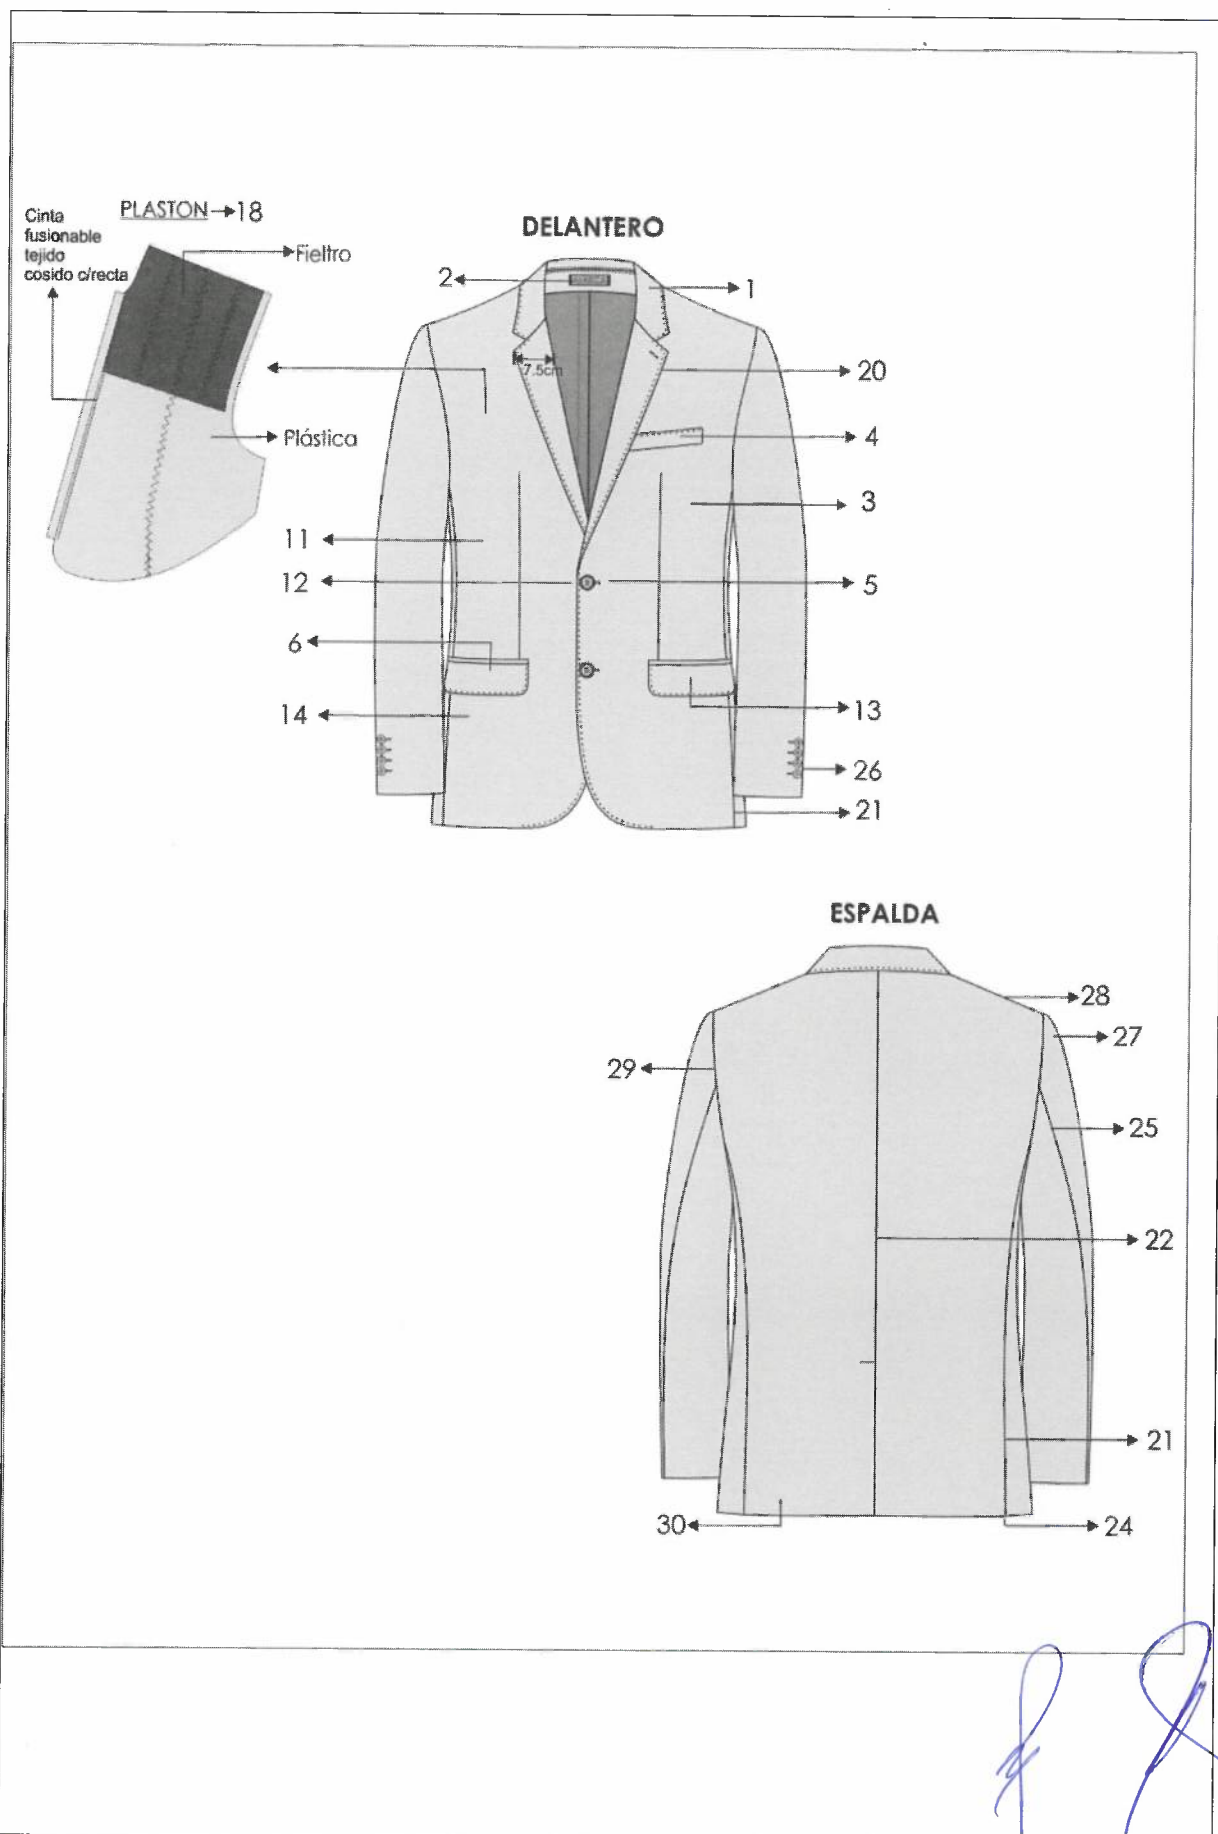 PLASTON 18
Cinta
fusionable
tejido
cosido c/recta
Fieltro
Plástica
DELANTERO
2
1
7.5cm
20
4
3
11
12
5
6
14
13
26
21
ESPALDA
28
27
29
25
22
21
30
24